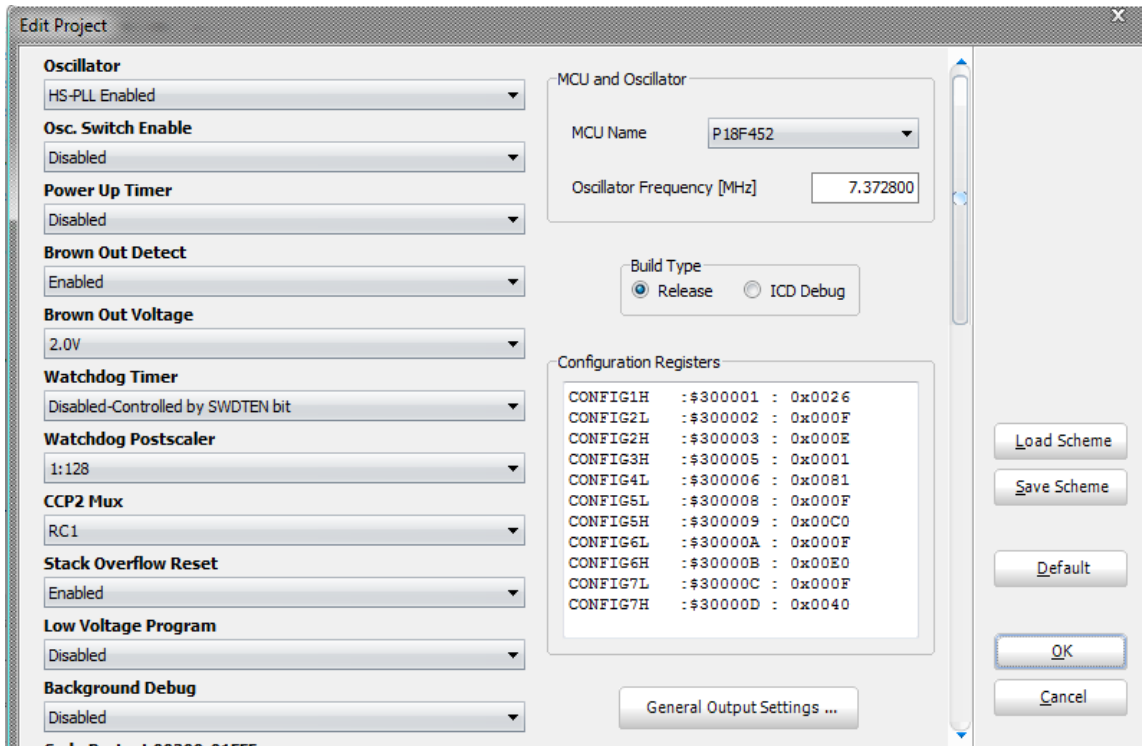 Edit Project
X
Oscillator
HS-PLL Enabled
Osc. Switch Enable
Disabled
Power Up Timer
Disabled
Brown Out Detect
Enabled
Brown Out Voltage
2.0V
Watchdog Timer
Disabled-Controlled by SWDTEN bit
Watchdog Postscaler
1:128
CCP2 Mux
RC1
Stack Overflow Reset
Enabled
Low Voltage Program
Disabled
Background Debug
Disabled
MCU and Oscillator
MCU Name P18F452
Oscillator Frequency [MHz] 7.372800
Build Type
Release ICD Debug
Configuration Registers
CONFIG1H :$300001 : 0x0026
CONFIG2L :$300002 : 0x000F
CONFIG2H :$300003 : 0x000E
CONFIG3H :$300005 : 0x0001
CONFIG4L :$300006 : 0x0081
CONFIG5L :$300008 : 0x000F
CONFIG5H :$300009 : 0x00C0
CONFIG6L :$30000A : 0x000F
CONFIG6H :$30000B : 0x00E0
CONFIG7L :$30000C : 0x000F
CONFIG7H :$30000D : 0x0040
General Output Settings ...
Load Scheme
Save Scheme
Default
OK
Cancel